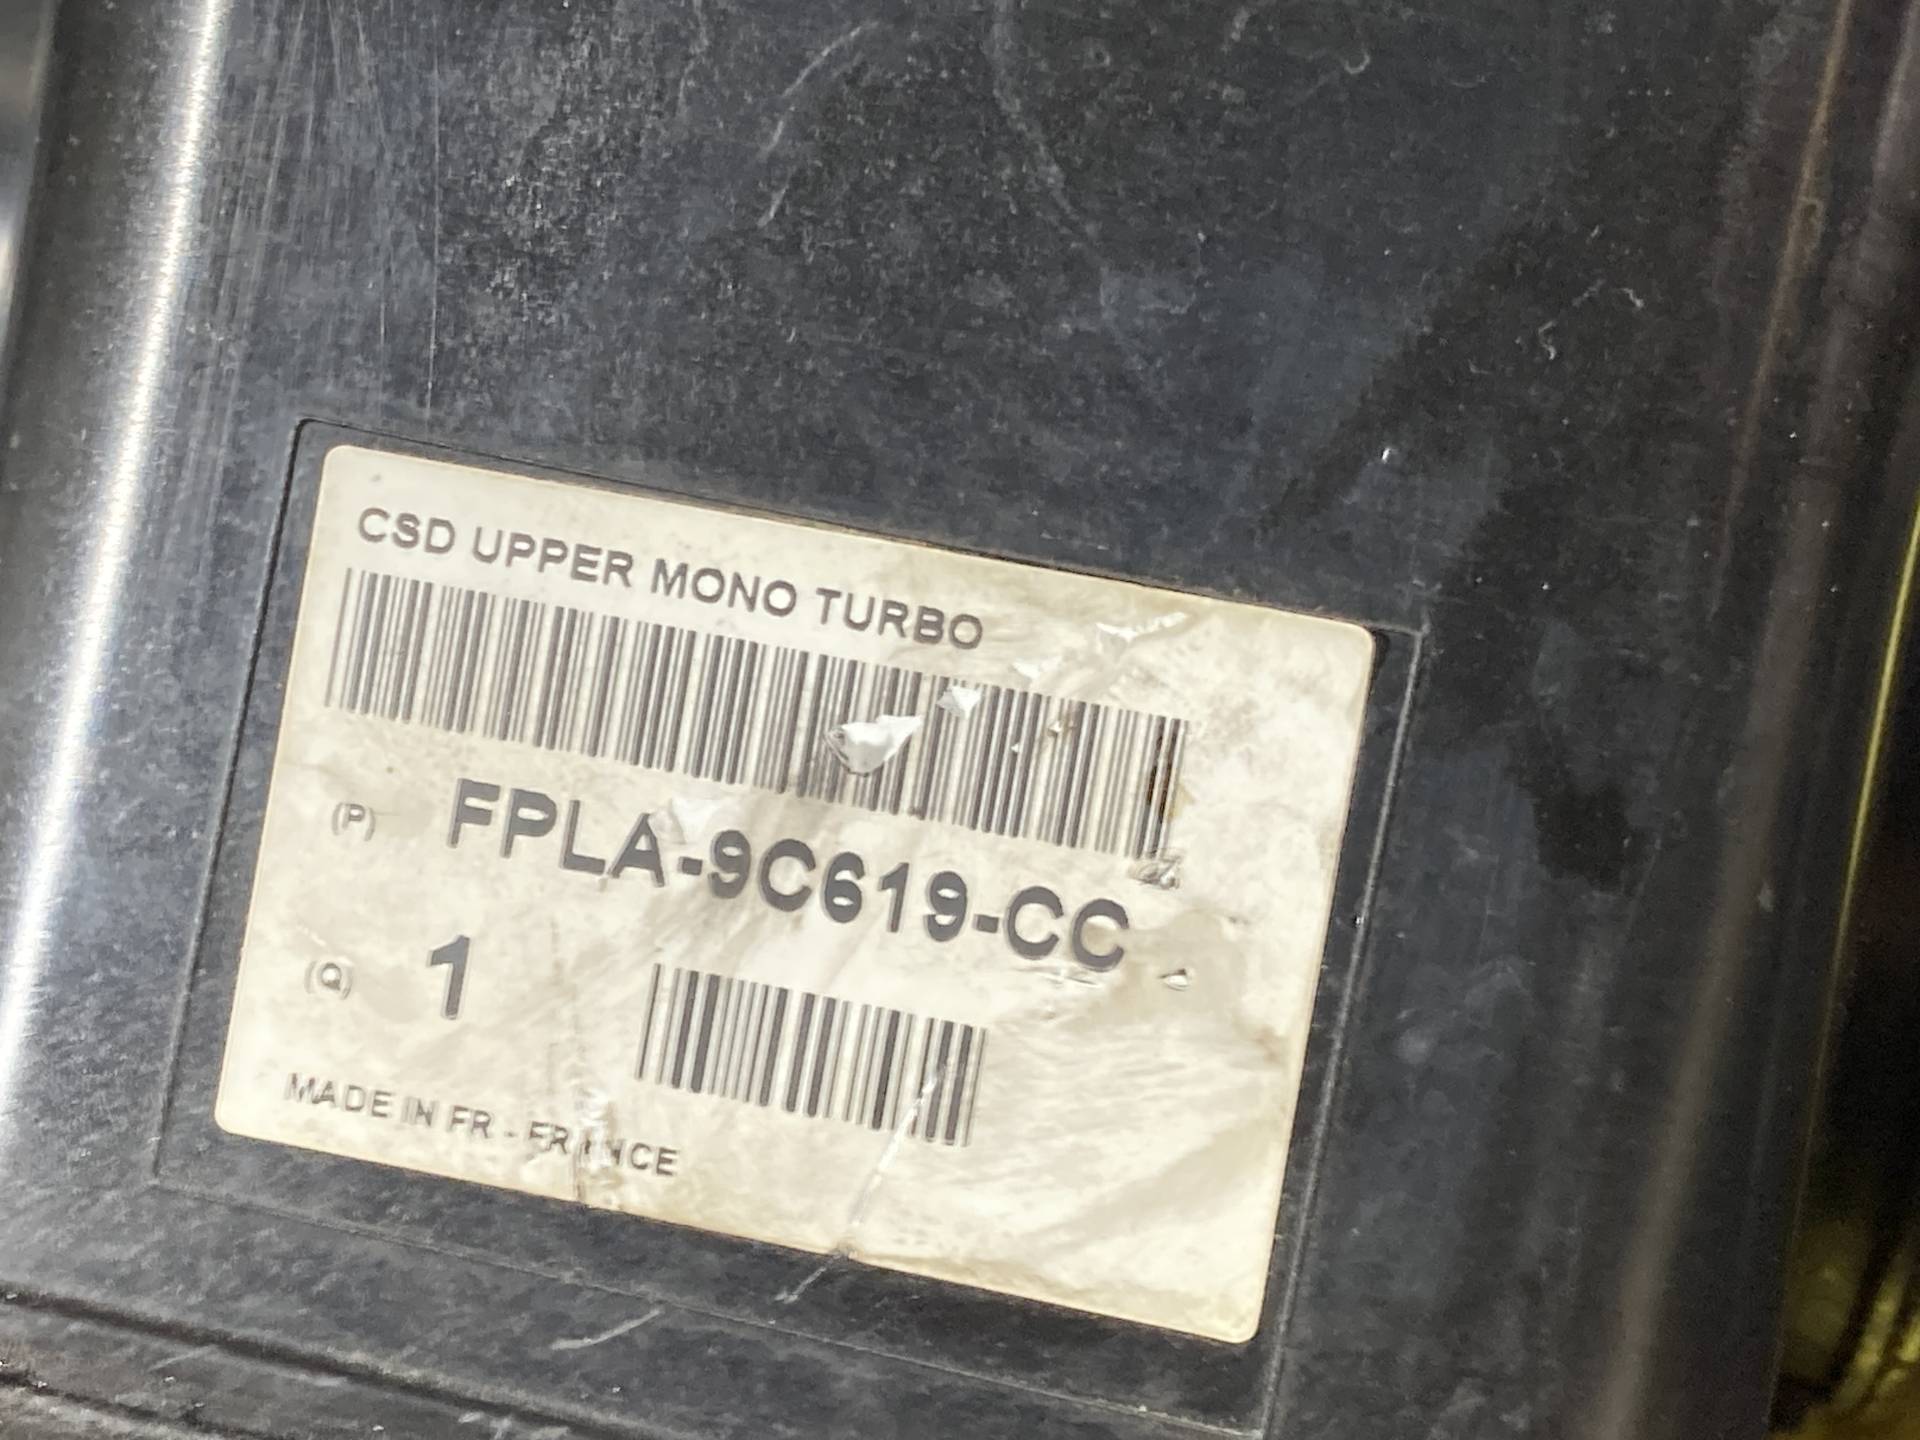 CSD UPPER MONO TURBO
(P) FPLA-9C619-CC
(Q) 1
MADE IN FR - FRANCE